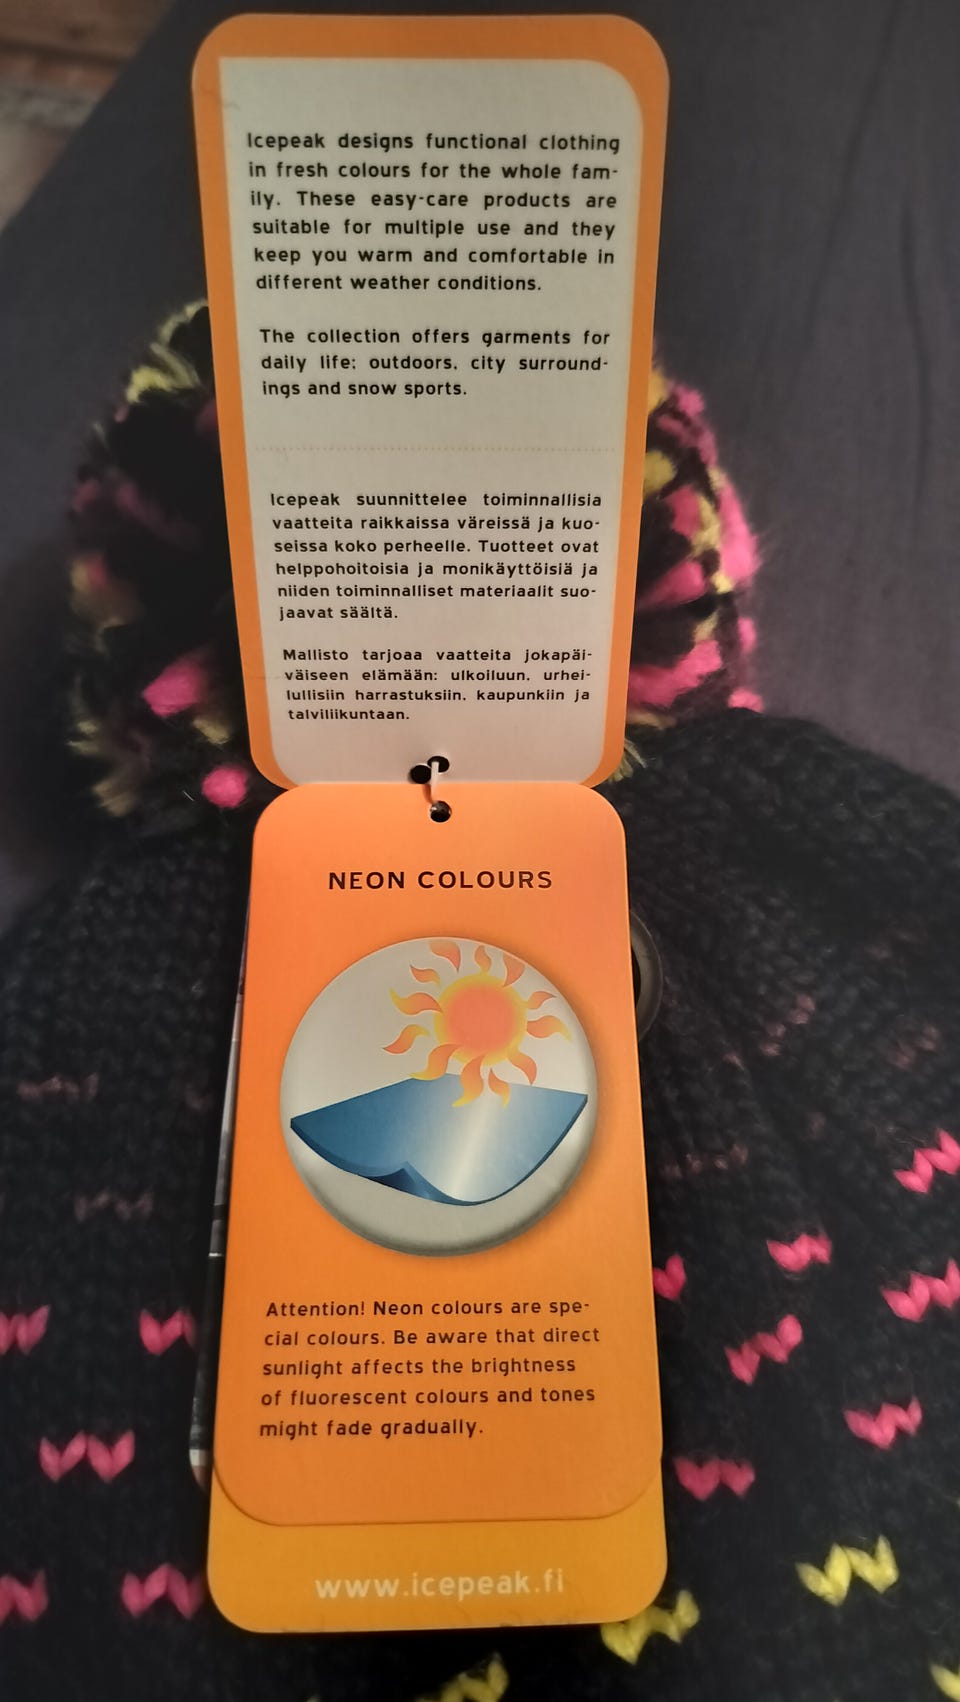 Icepeak designs functional clothing
in fresh colours for the whole fam-
ily. These easy-care products are
suitable for multiple use and they
keep you warm and comfortable in
different weather conditions.
The collection offers garments for
daily life: outdoors, city surround-
ings and snow sports.
Icepeak suunnittelee toiminnallisia
vaatteita raikkaissa väreissä ja kuo-
seissa koko perheelle. Tuotteet ovat
helppohoitoisia ja monikäyttöisiä ja
niiden toiminnalliset materiaalit suo-
jaavat säältä.
Mallisto tarjoaa vaatteita jokapäi-
väiseen elämään: ulkoiluun, urhei-
lullisiin harrastuksiin, kaupunkiin ja
talviliikuntaan.
NEON COLOURS
Attention! Neon colours are spe-
cial colours. Be aware that direct
sunlight affects the brightness
of fluorescent colours and tones
might fade gradually.
www.icepeak.fi